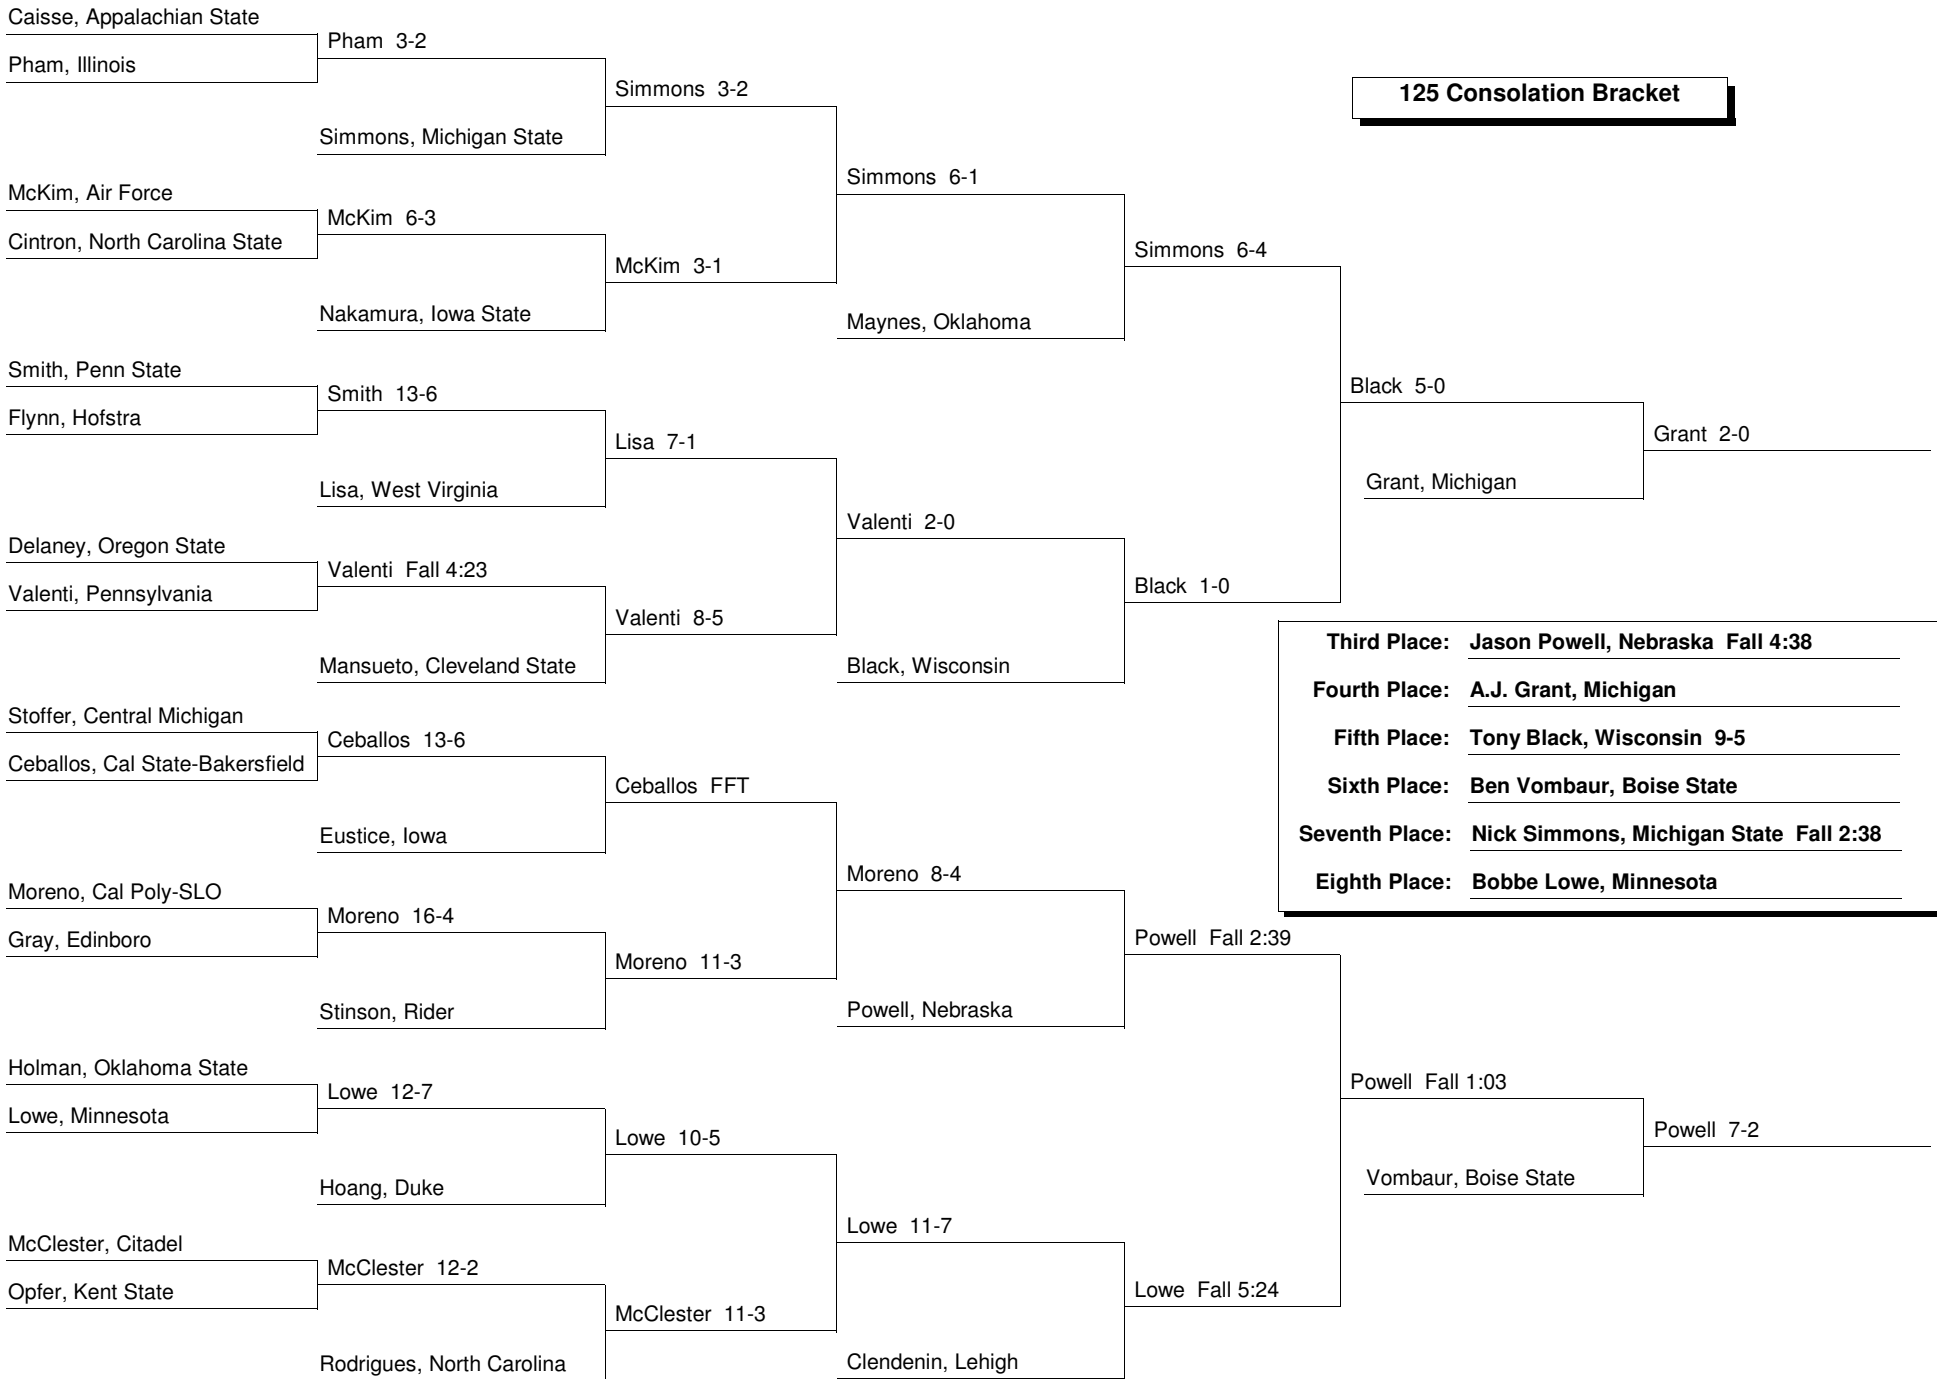 Caisse, Appalachian State
Pham 3-2
Pham, Illinois
Simmons 3-2
125 Consolation Bracket
Simmons, Michigan State
Simmons 6-1
McKim, Air Force
McKim 6-3
Cintron, North Carolina State
Simmons 6-4
McKim 3-1
Nakamura, Iowa State
Maynes, Oklahoma
Smith, Penn State
Black 5-0
Smith 13-6
Flynn, Hofstra
Grant 2-0
Lisa 7-1
Grant, Michigan
Lisa, West Virginia
Valenti 2-0
Delaney, Oregon State
Valenti Fall 4:23
Black 1-0
Valenti, Pennsylvania
Valenti 8-5
Third Place: Jason Powell, Nebraska Fall 4:38
Mansueto, Cleveland State
Black, Wisconsin
Fourth Place: A.J. Grant, Michigan
Stoffer, Central Michigan
Ceballos 13-6
Fifth Place: Tony Black, Wisconsin 9-5
Ceballos, Cal State-Bakersfield
Ceballos FFT
Sixth Place: Ben Vombaur, Boise State
Eustice, Iowa
Seventh Place: Nick Simmons, Michigan State Fall 2:38
Moreno 8-4
Eighth Place: Bobbe Lowe, Minnesota
Moreno, Cal Poly-SLO
Moreno 16-4
Gray, Edinboro
Powell Fall 2:39
Moreno 11-3
Stinson, Rider
Powell, Nebraska
Holman, Oklahoma State
Powell Fall 1:03
Lowe 12-7
Lowe, Minnesota
Powell 7-2
Lowe 10-5
Vombaur, Boise State
Hoang, Duke
Lowe 11-7
McClester, Citadel
McClester 12-2
Opfer, Kent State
Lowe Fall 5:24
McClester 11-3
Rodrigues, North Carolina
Clendenin, Lehigh